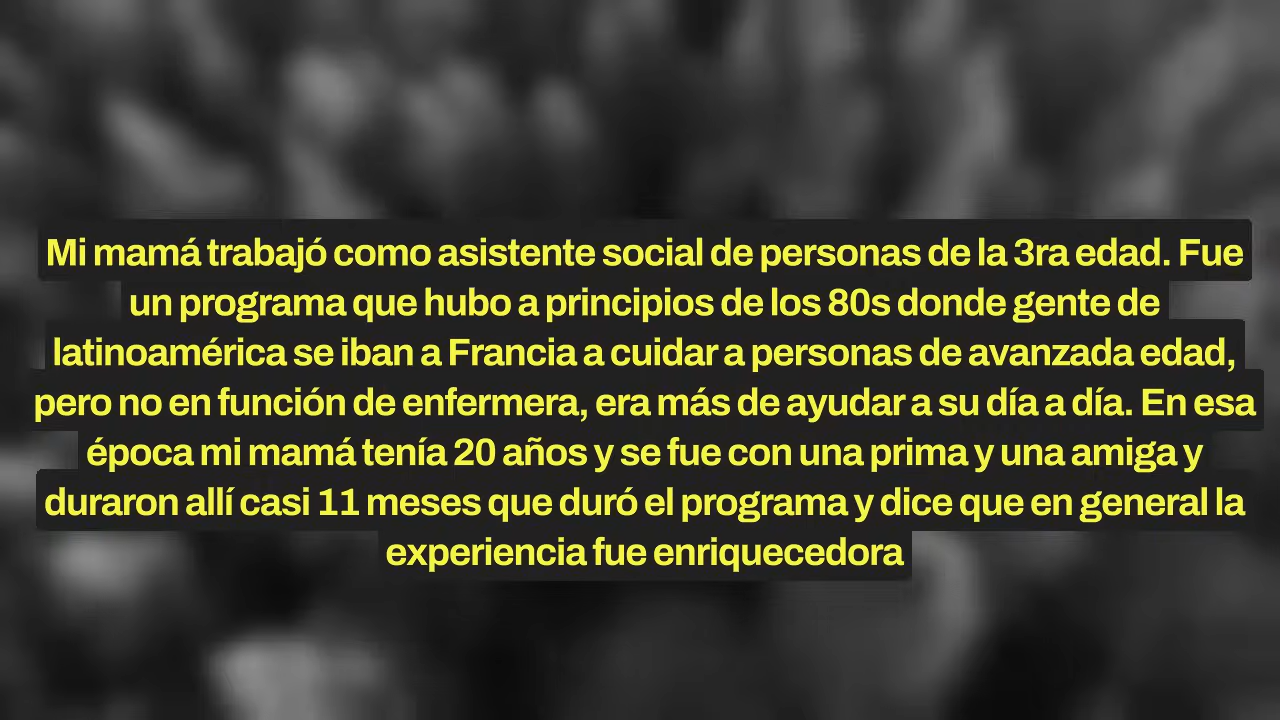 Mi mamá trabajó como asistente social de personas de la 3ra edad. Fue
un programa que hubo a principios de los 80s donde gente de
latinoamérica se iban a Francia a cuidar a personas de avanzada edad,
pero no en función de enfermera, era más de ayudar a su día a día. En esa
época mi mamá tenía 20 años y se fue con una prima y una amiga y
duraron allí casi 11 meses que duró el programa y dice que en general la
experiencia fue enriquecedora